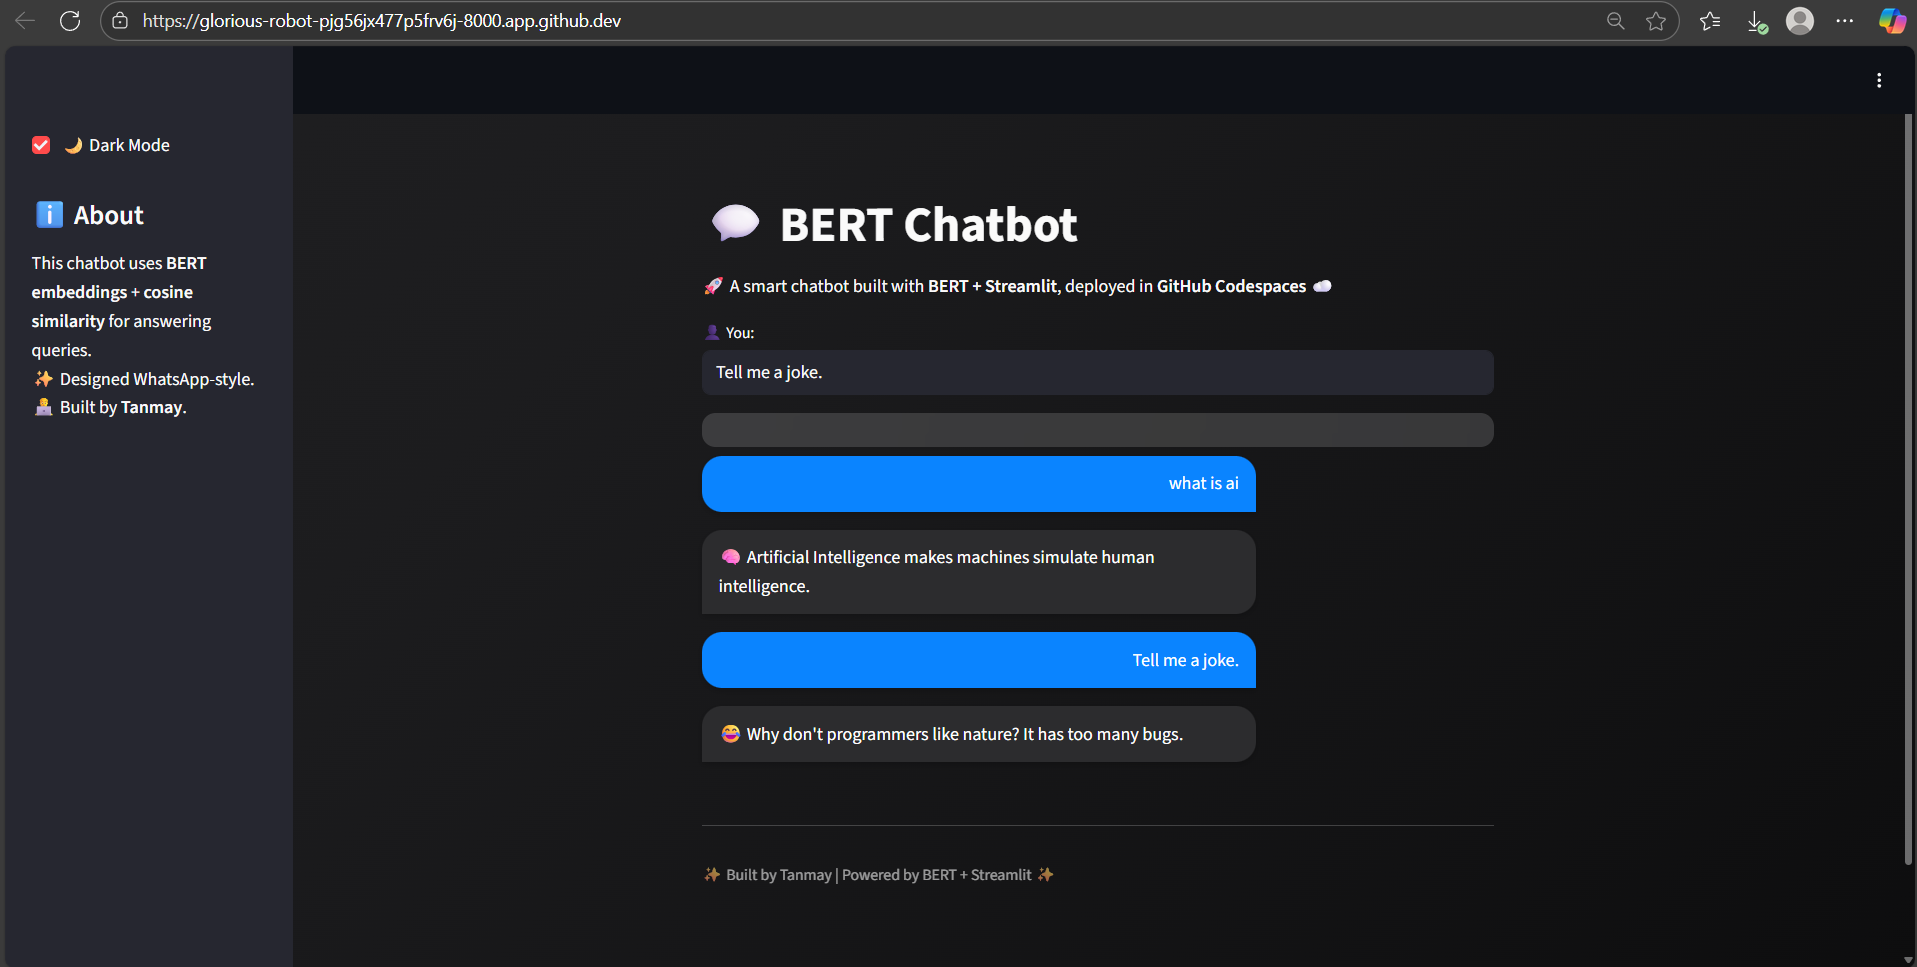 https://glorious-robot-pjg56jx477p5frv6j-8000.app.github.dev
🌙 Dark Mode
ℹ️ About
This chatbot uses BERT
embeddings + cosine
similarity for answering
queries.
✨ Designed WhatsApp-style.
🧑‍💻 Built by Tanmay.
💬 BERT Chatbot
🚀 A smart chatbot built with BERT + Streamlit, deployed in GitHub Codespaces ☁️
👤 You:
Tell me a joke.
what is ai
🧠 Artificial Intelligence makes machines simulate human
intelligence.
Tell me a joke.
😂 Why don't programmers like nature? It has too many bugs.
✨ Built by Tanmay | Powered by BERT + Streamlit ✨